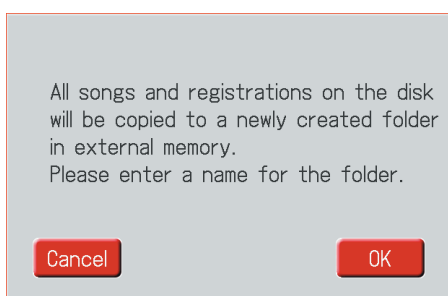 All songs and registrations on the disk
will be copied to a newly created folder
in external memory.
Please enter a name for the folder.
Cancel
OK